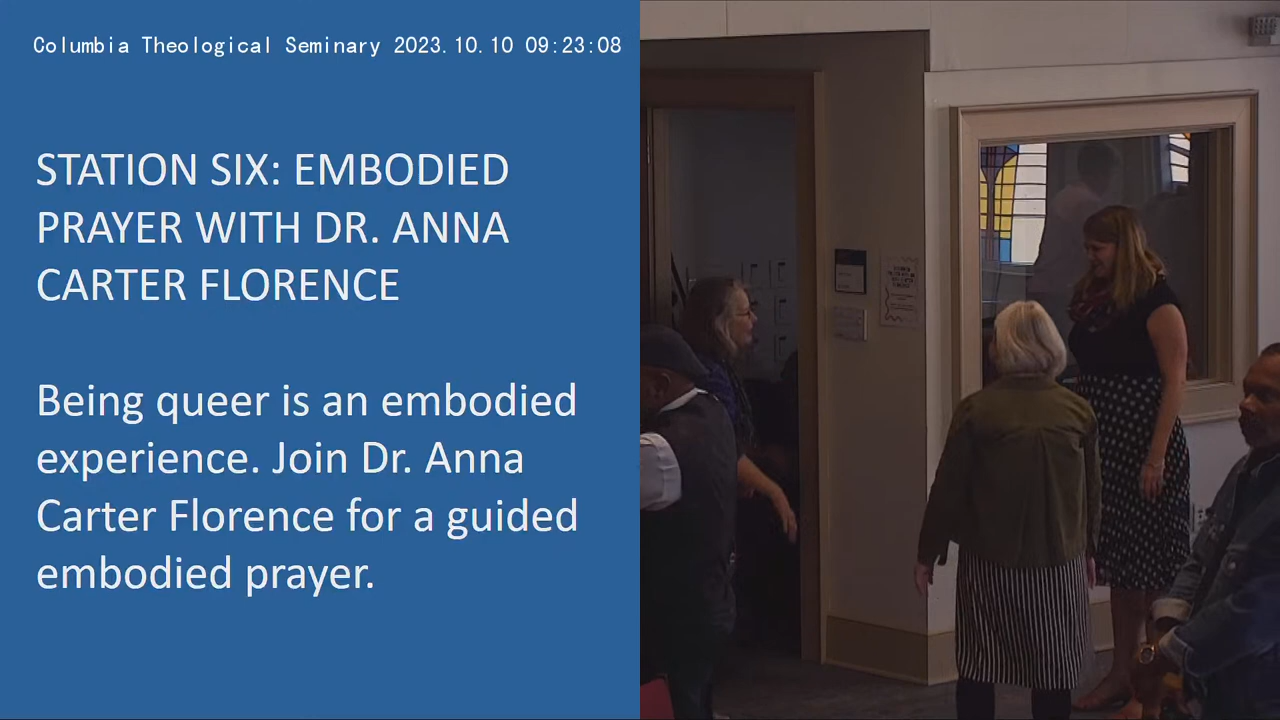 Columbia Theological Seminary 2023.10.10 09:23:08
STATION SIX: EMBODIED
PRAYER WITH DR. ANNA
CARTER FLORENCE
Being queer is an embodied
experience. Join Dr. Anna
Carter Florence for a guided
embodied prayer.